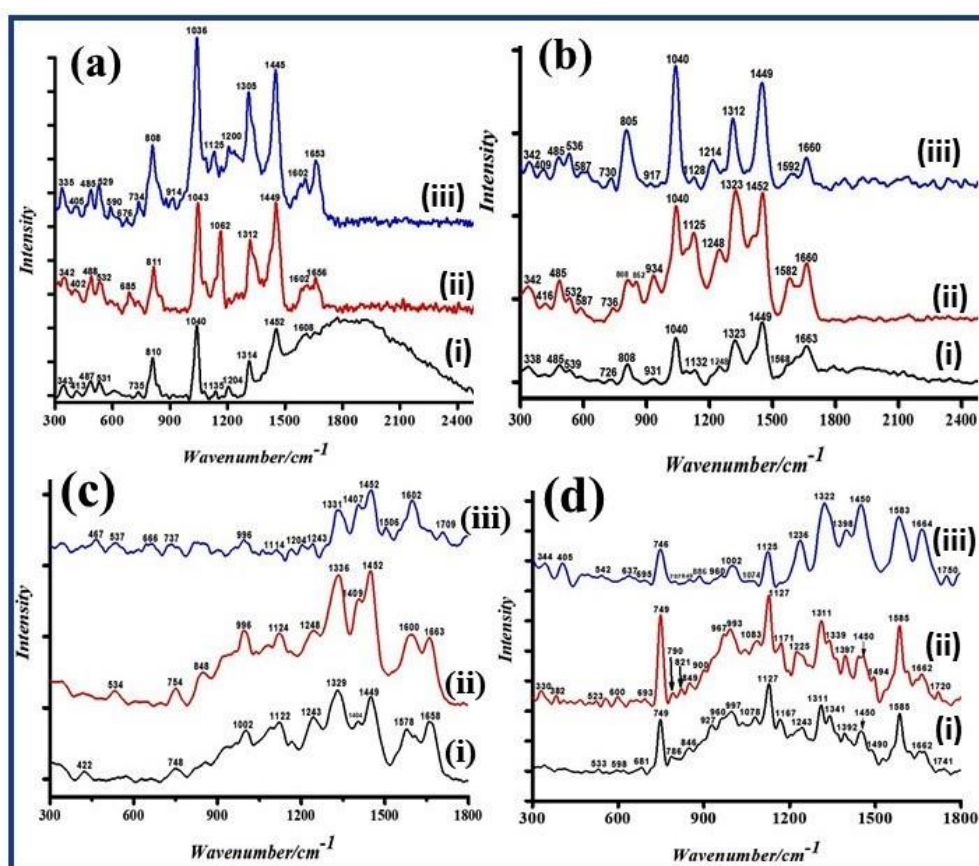 (a)
Intensity
335 405 485 529 590 676 734 808 914 1036 1125 1200 1305 1445 1602 1653
(iii)
342 402 488 532 685 811 1043 1062 1312 1449 1602 1656
(ii)
343 413 487 531 735 810 1040 1135 1204 1314 1452 1608
(i)
300 600 900 1200 1500 1800 2100 2400
Wavenumber/cm-1
(b)
Intensity
342 409 485 536 587 730 805 917 1040 1128 1214 1312 1449 1592 1660
(iii)
342 416 485 532 587 736 852 934 1040 1125 1248 1323 1452 1582 1660
(ii)
338 485 539 726 808 931 1040 1132 1248 1323 1449 1568 1663
(i)
300 600 900 1200 1500 1800 2100 2400
Wavenumber/cm-1
(c)
Intensity
467 537 666 737 996 1114 1204 1243 1331 1407 1452 1506 1602 1709
(iii)
534 754 848 996 1124 1248 1336 1409 1452 1600 1663
(ii)
422 748 1002 1122 1243 1329 1404 1449 1578 1658
(i)
300 600 900 1200 1500 1800
Wavenumber/cm-1
(d)
Intensity
344 405 542 637 695 746 886 960 1002 1074 1125 1236 1322 1398 1450 1583 1664 1750
(iii)
330 382 523 600 693 749 790 821 849 900 967 993 1083 1127 1171 1225 1311 1339 1397 1450 1494 1585 1662 1720
(ii)
533 598 681 749 786 846 927 960 997 1078 1127 1167 1243 1311 1341 1392 1450 1490 1585 1662 1741
(i)
300 600 900 1200 1500 1800
Wavenumber/cm-1